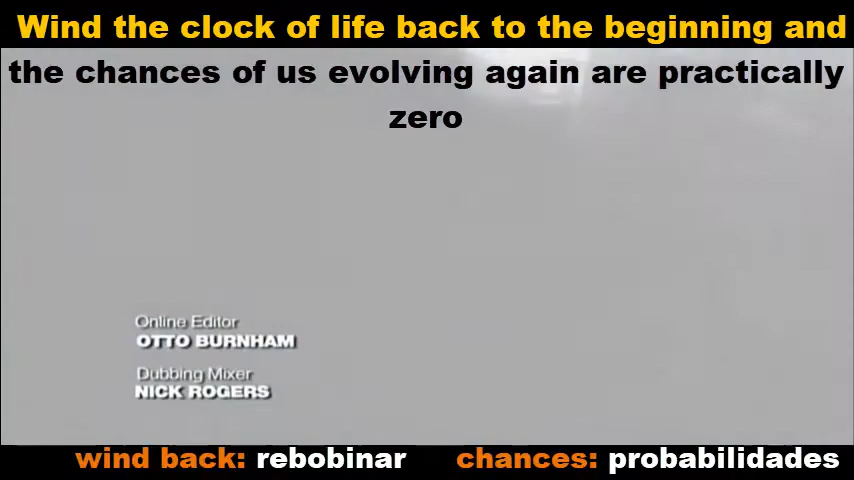 Wind the clock of life back to the beginning and
the chances of us evolving again are practically
zero
Online Editor
OTTO BURNHAM
Dubbing Mixer
NICK ROGERS
wind back: rebobinar chances: probabilidades